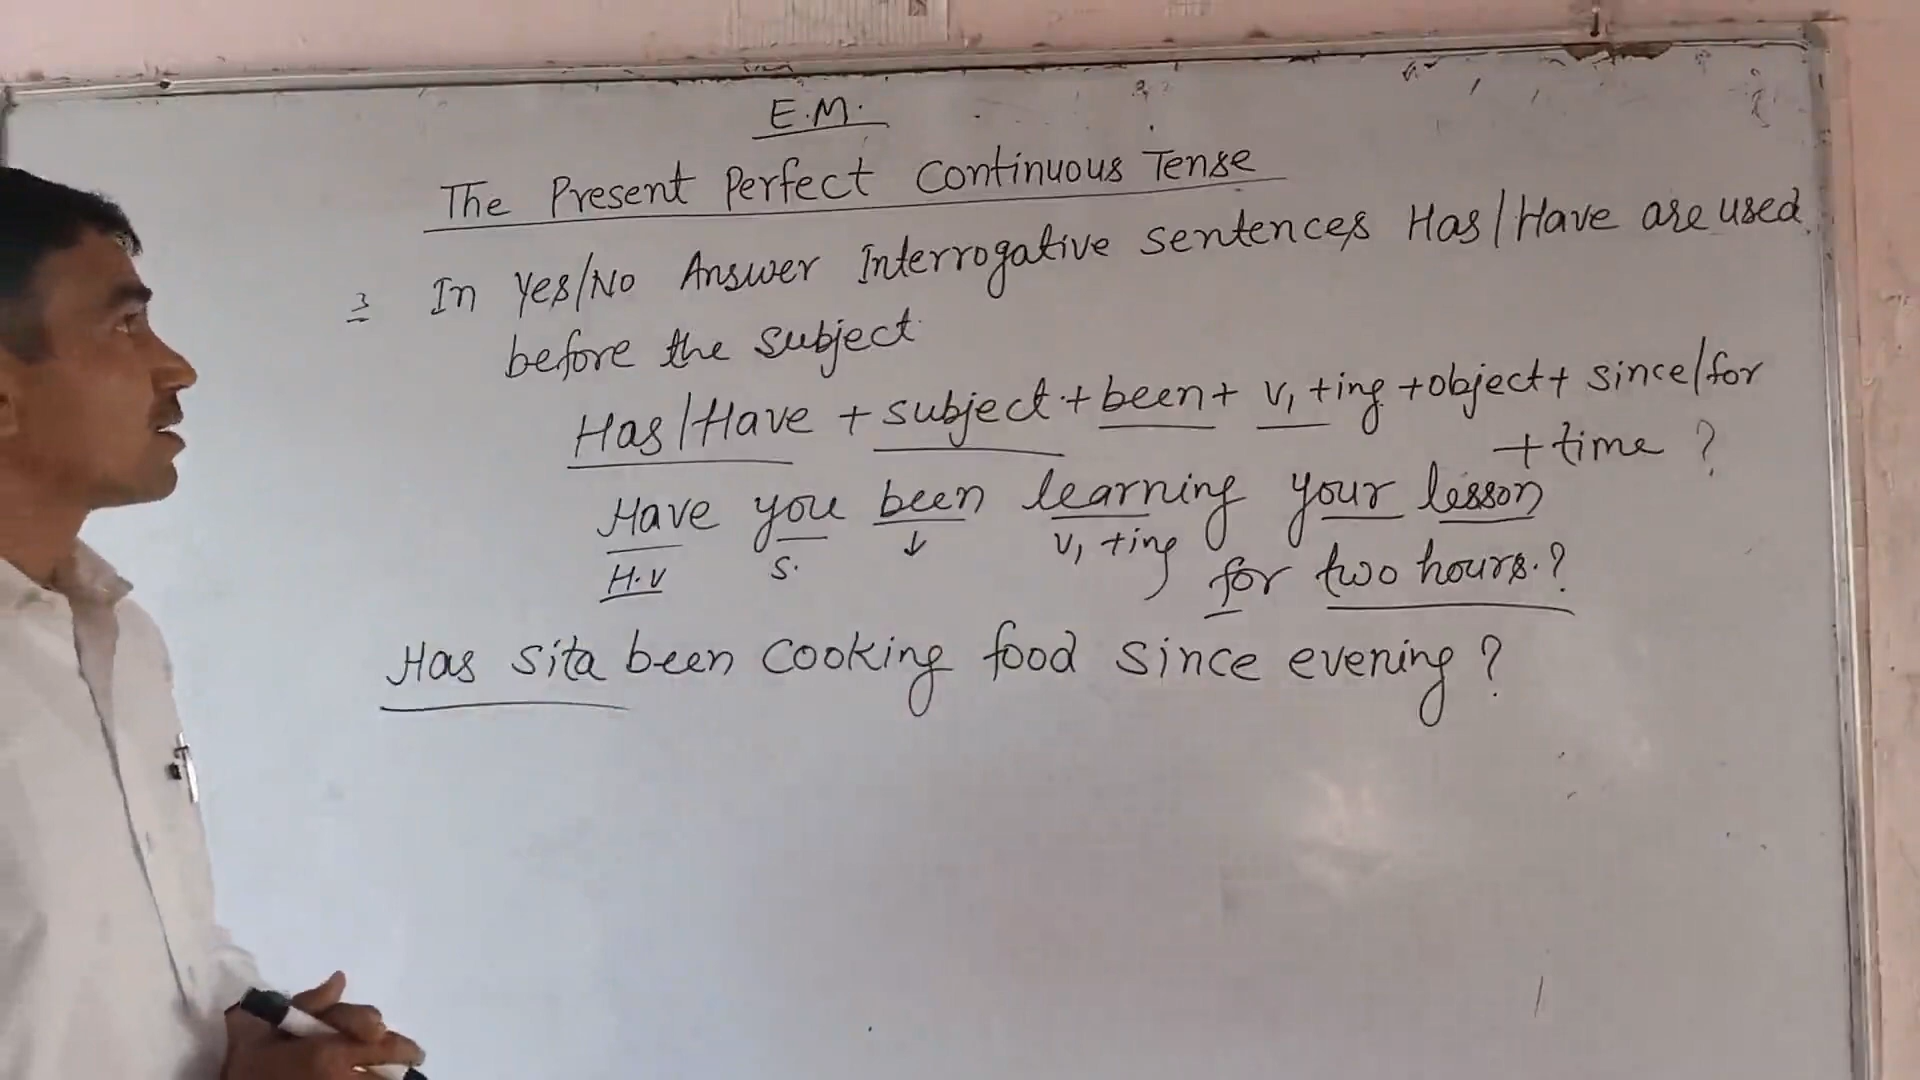 E.M.
The Present Perfect Continuous Tense
3 In Yes/No Answer Interrogative sentences Has/Have are used
before the subject
Has/Have + subject + been + V1 +ing + object + since/for
+ time ?
Have you been learning your lesson
H.V S. ↓ V1 +ing
for two hours.?
Has Sita been cooking food since evening ?